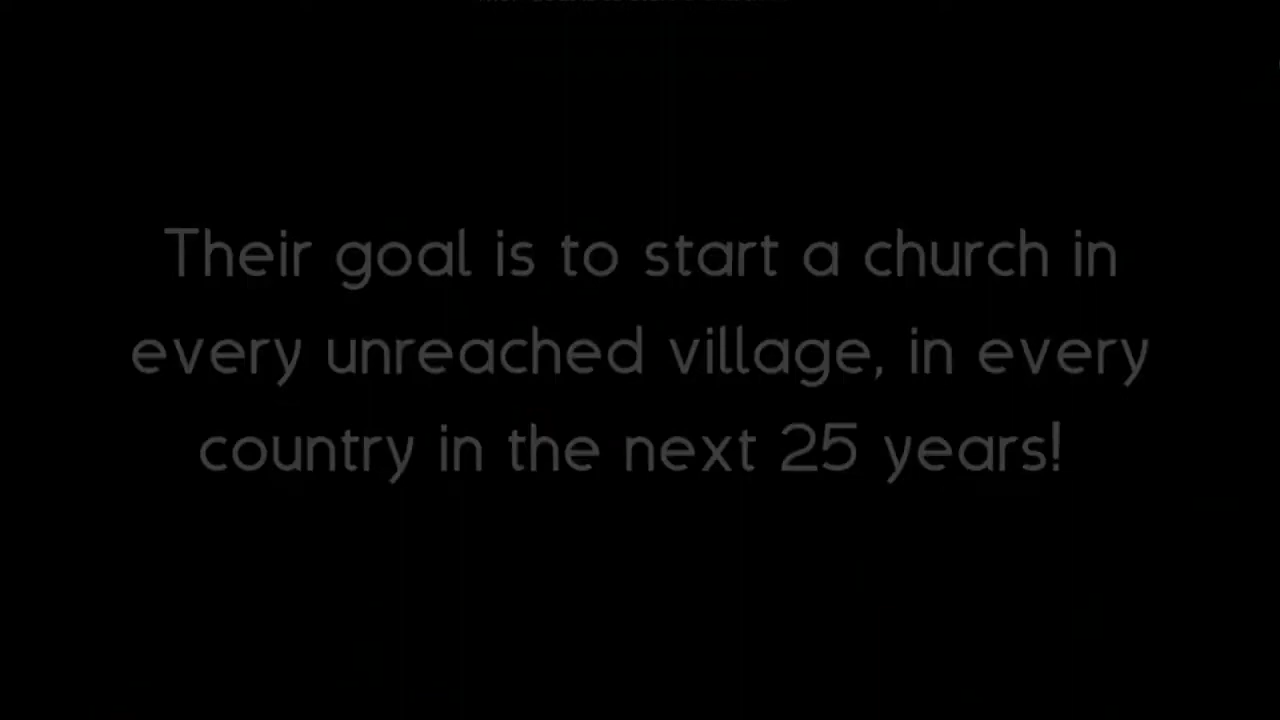 Their goal is to start a church in
every unreached village, in every
country in the next 25 years!